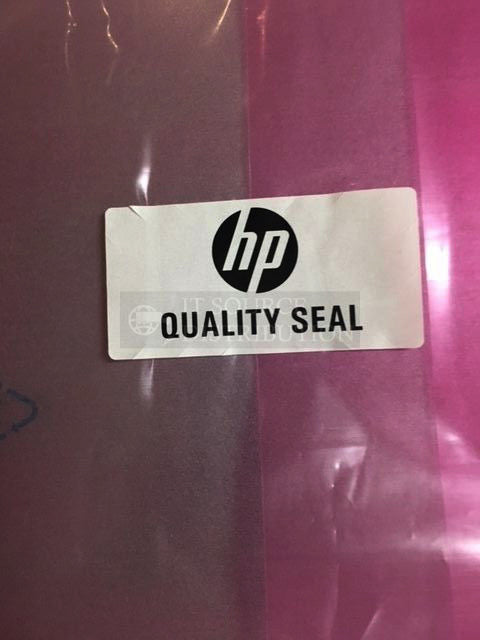 hp
IT SOURCE
QUALITY SEAL
DISTRIBUTION